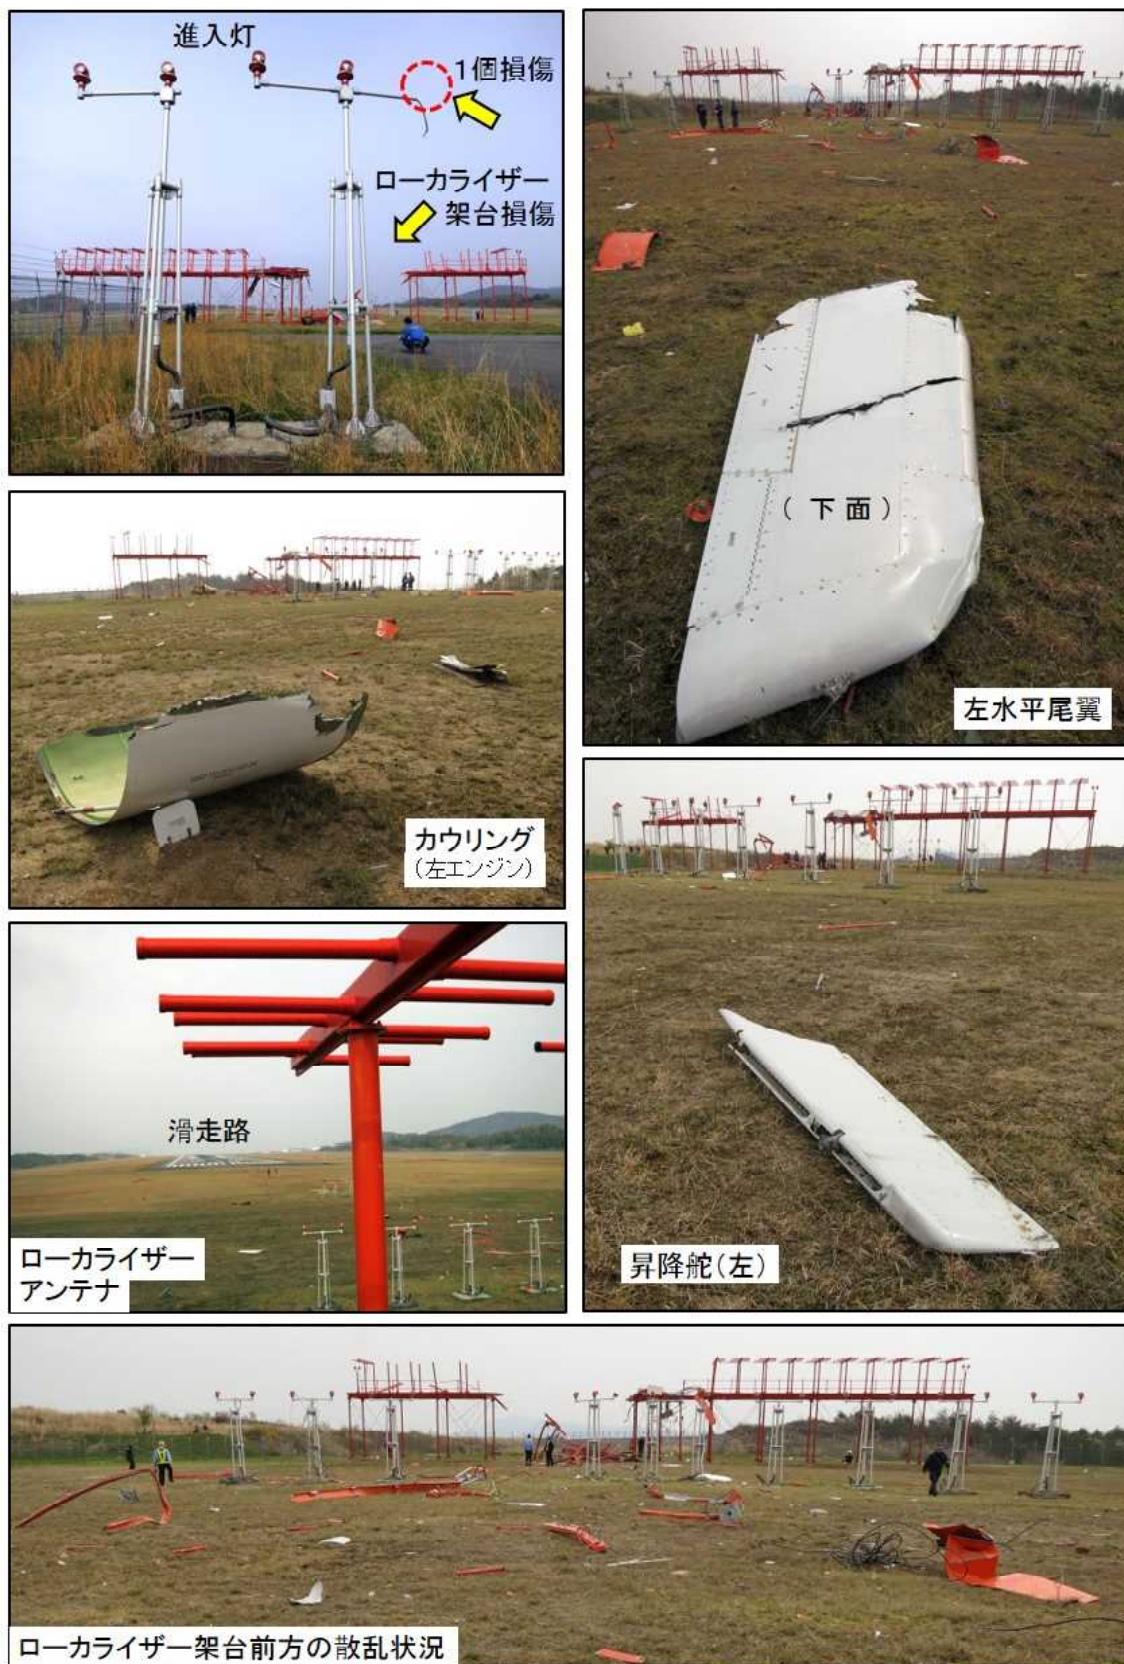 進入灯
1個損傷
ローカライザー
架台損傷
(下面)
左水平尾翼
カウリング
(左エンジン)
滑走路
ローカライザー
アンテナ
昇降舵(左)
ローカライザー架台前方の散乱状況